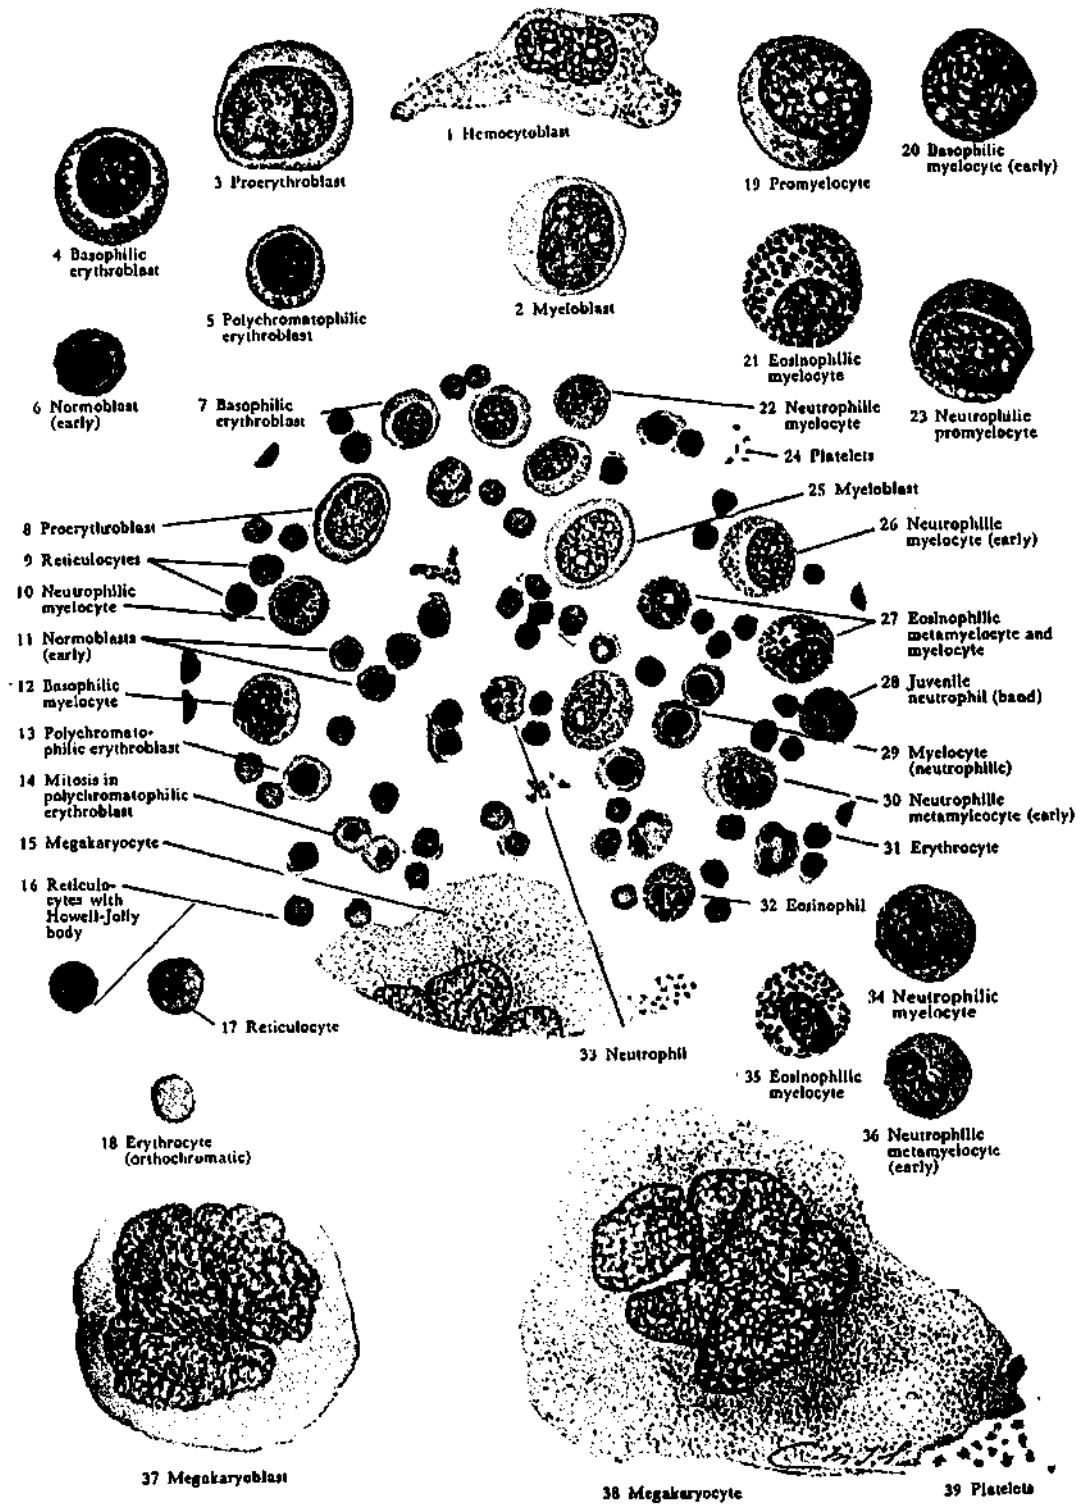 1 Hemocytoblast
3 Proerythroblast
19 Promyelocyte
20 Basophilic
myelocyte (early)
4 Basophilic
erythroblast
2 Myeloblast
5 Polychromatophilic
erythroblast
21 Eosinophilic
myelocyte
6 Normoblast
(early)
7 Basophilic
erythroblast
22 Neutrophilic
myelocyte
23 Neutrophilic
promyelocyte
24 Platelets
25 Myeloblast
8 Proerythroblast
26 Neutrophilic
myelocyte (early)
9 Reticulocytes
10 Neutrophilic
myelocyte
27 Eosinophilic
metamyelocyte and
myelocyte
11 Normoblasts
(early)
12 Basophilic
myelocyte
28 Juvenile
neutrophil (band)
13 Polychromato-
philic erythroblast
29 Myelocyte
(neutrophilic)
14 Mitosis in
polychromatophilic
erythroblast
30 Neutrophilic
metamyleocyte (early)
15 Megakaryocyte
31 Erythrocyte
16 Reticulo-
cytes with
Howell-Jolly
body
32 Eosinophil
34 Neutrophilic
myelocyte
17 Reticulocyte
33 Neutrophil
35 Eosinophilic
myelocyte
18 Erythrocyte
(orthochromatic)
36 Neutrophilic
metamyelocyte
(early)
37 Megakaryoblast
38 Megakaryocyte
39 Platelets